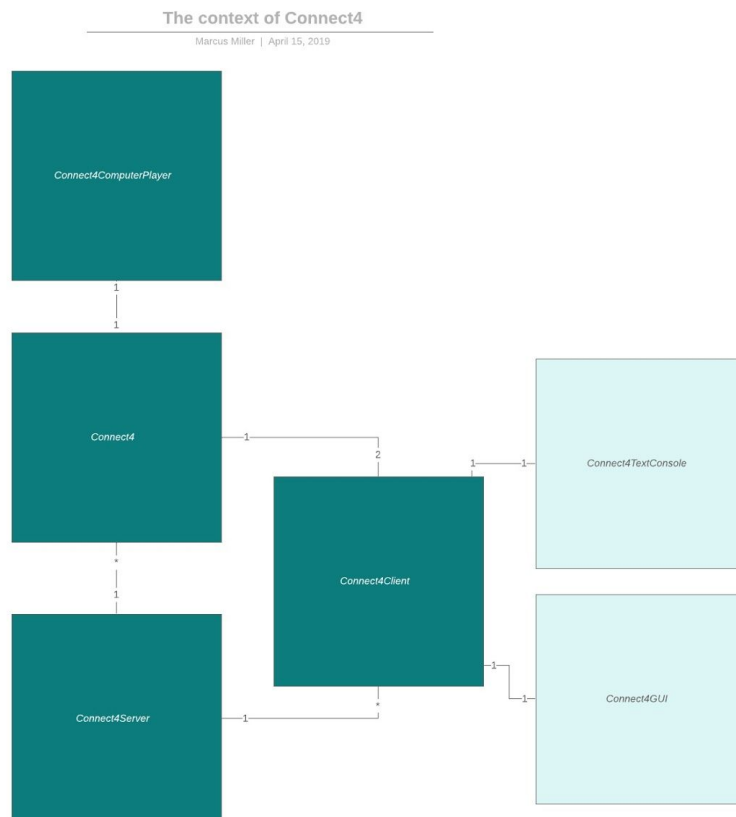 The context of Connect4
Marcus Miller | April 15, 2019
Connect4ComputerPlayer
1
1
Connect4
1
2
1
1
Connect4TextConsole
*
1
Connect4Client
1
1
Connect4GUI
*
1
Connect4Server